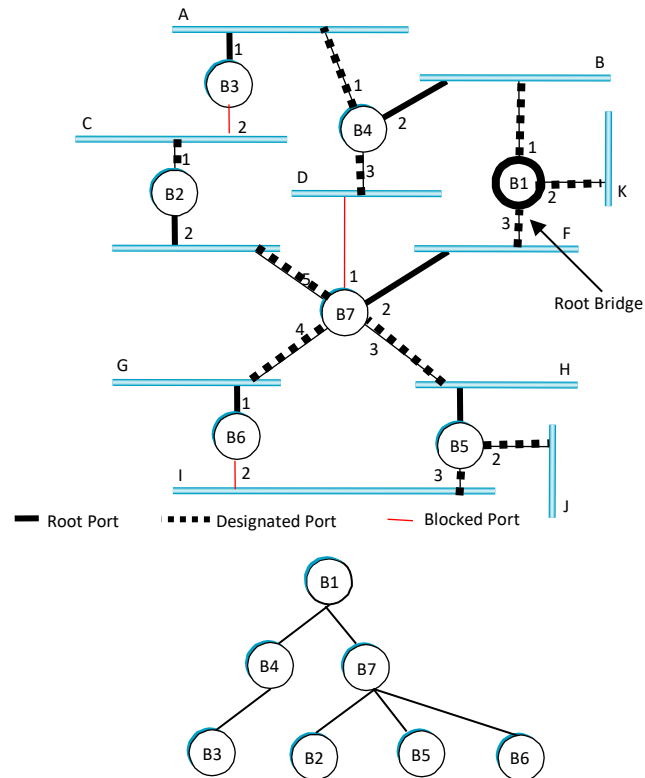 A
1
B3
2
1
B4
2
3
B
C
1
B2
2
D
1
B1
2
3
K
F
Root Bridge
5
1
B7
2
4
3
G
H
1
B6
2
B5
2
3
I
J
Root Port
Designated Port
Blocked Port
B1
B4
B7
B3
B2
B5
B6